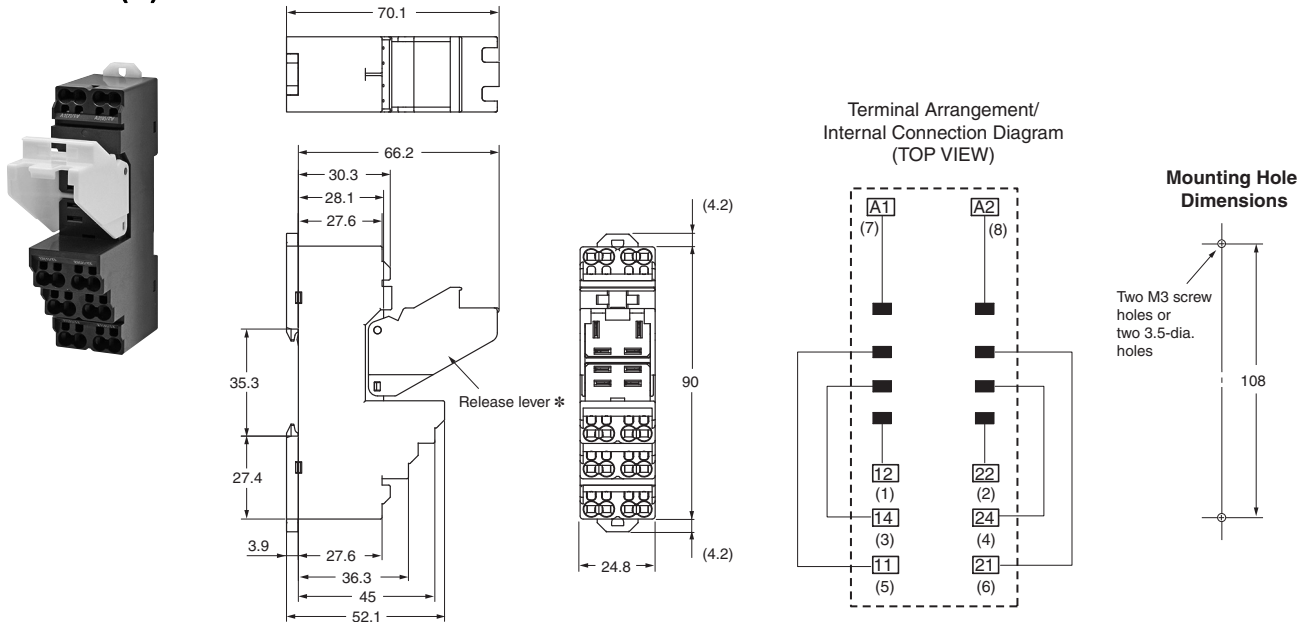 70.1
66.2
30.3
28.1
27.6
35.3
27.4
3.9
27.6
36.3
45
52.1
Release lever *
(4.2)
90
24.8
(4.2)
Terminal Arrangement/
Internal Connection Diagram
(TOP VIEW)
A1 A2
(7) (8)
12 22
(1) (2)
14 24
(3) (4)
11 21
(5) (6)
Mounting Hole
Dimensions
Two M3 screw
holes or
two 3.5-dia.
holes
108